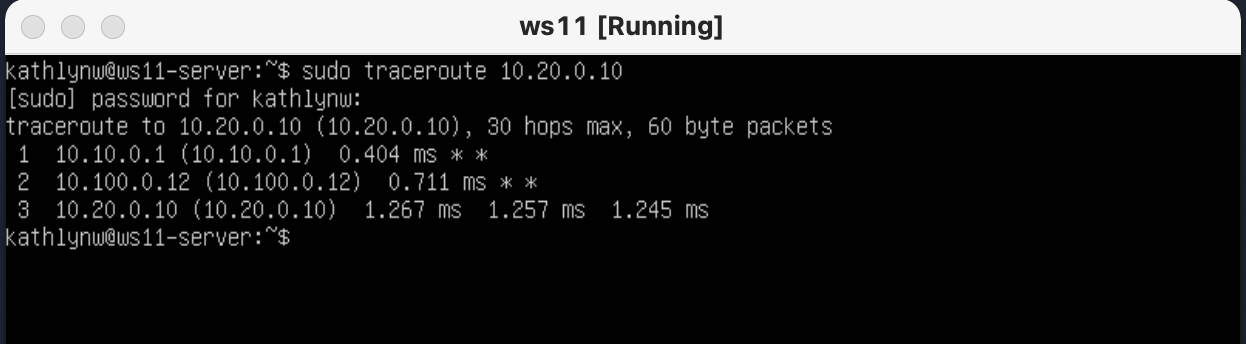 ws11 [Running]
kathlynw@ws11-server:~$ sudo traceroute 10.20.0.10
[sudo] password for kathlynw:
traceroute to 10.20.0.10 (10.20.0.10), 30 hops max, 60 byte packets
 1  10.10.0.1 (10.10.0.1)  0.404 ms * *
 2  10.100.0.12 (10.100.0.12)  0.711 ms * *
 3  10.20.0.10 (10.20.0.10)  1.267 ms  1.257 ms  1.245 ms
kathlynw@ws11-server:~$